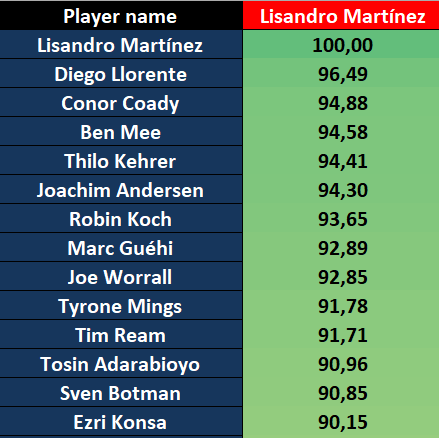 Player name Lisandro Martínez
Lisandro Martínez 100,00
Diego Llorente 96,49
Conor Coady 94,88
Ben Mee 94,58
Thilo Kehrer 94,41
Joachim Andersen 94,30
Robin Koch 93,65
Marc Guéhi 92,89
Joe Worrall 92,85
Tyrone Mings 91,78
Tim Ream 91,71
Tosin Adarabioyo 90,96
Sven Botman 90,85
Ezri Konsa 90,15